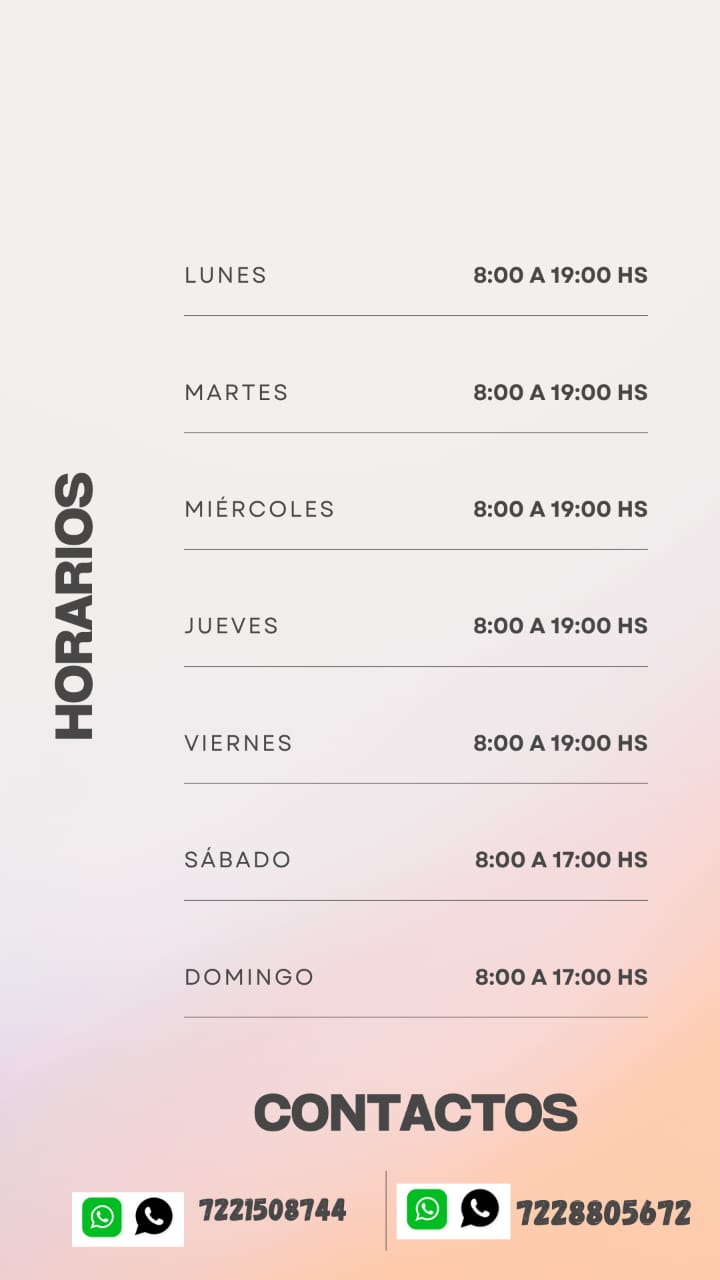 HORARIOS
LUNES 8:00 A 19:00 HS
MARTES 8:00 A 19:00 HS
MIÉRCOLES 8:00 A 19:00 HS
JUEVES 8:00 A 19:00 HS
VIERNES 8:00 A 19:00 HS
SÁBADO 8:00 A 17:00 HS
DOMINGO 8:00 A 17:00 HS
CONTACTOS
7221508744 7228805672